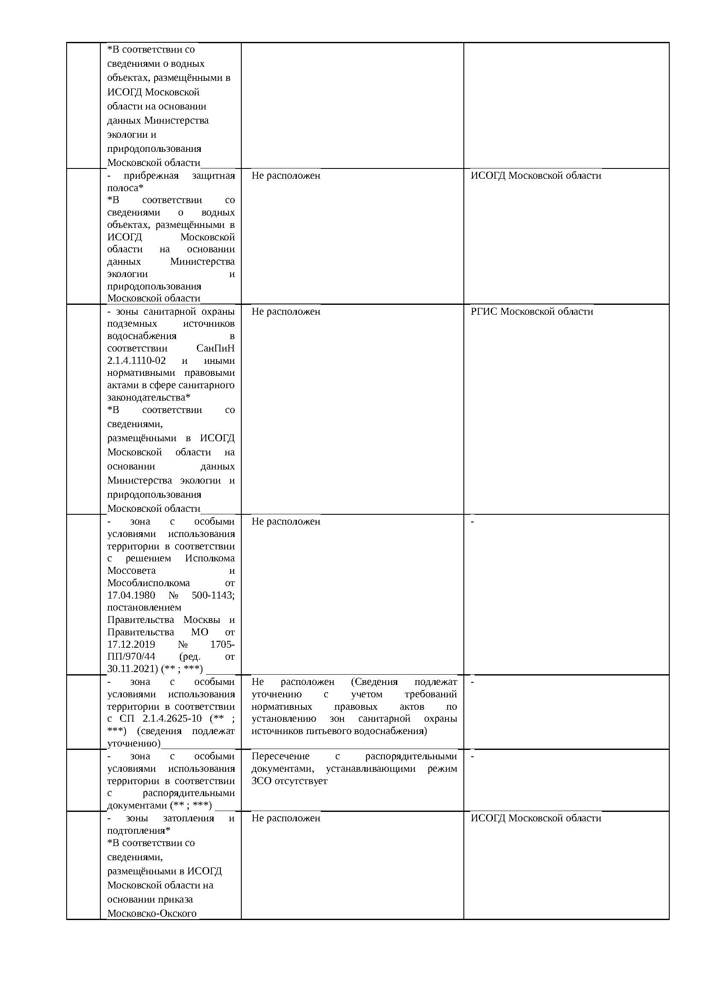 *В соответствии со
сведениями о водных
объектах, размещёнными в
ИСОГД Московской
области на основании
данных Министерства
экологии и
природопользования
Московской области
- прибрежная защитная
полоса*
*В соответствии со
сведениями о водных
объектах, размещёнными в
ИСОГД Московской
области на основании
данных Министерства
экологии и
природопользования
Московской области
Не расположен
ИСОГД Московской области
- зоны санитарной охраны
подземных источников
водоснабжения в
соответствии СанПиН
2.1.4.1110-02 и иными
нормативными правовыми
актами в сфере санитарного
законодательства*
*В соответствии со
сведениями,
размещёнными в ИСОГД
Московской области на
основании данных
Министерства экологии и
природопользования
Московской области
Не расположен
РГИС Московской области
- зона с особыми
условиями использования
территории в соответствии
с решением Исполкома
Моссовета и
Мособлисполкома от
17.04.1980 № 500-1143;
постановлением
Правительства Москвы и
Правительства МО от
17.12.2019 № 1705-
ПП/970/44 (ред. от
30.11.2021) (** ; ***)
Не расположен
-
- зона с особыми
условиями использования
территории в соответствии
с СП 2.1.4.2625-10 (** ;
***) (сведения подлежат
уточнению)
Не расположен (Сведения подлежат
уточнению с учетом требований
нормативных правовых актов по
установлению зон санитарной охраны
источников питьевого водоснабжения)
-
- зона с особыми
условиями использования
территории в соответствии
с распорядительными
документами (** ; ***)
Пересечение с распорядительными
документами, устанавливающими режим
ЗСО отсутствует
-
- зоны затопления и
подтопления*
*В соответствии со
сведениями,
размещёнными в ИСОГД
Московской области на
основании приказа
Московско-Окского
Не расположен
ИСОГД Московской области